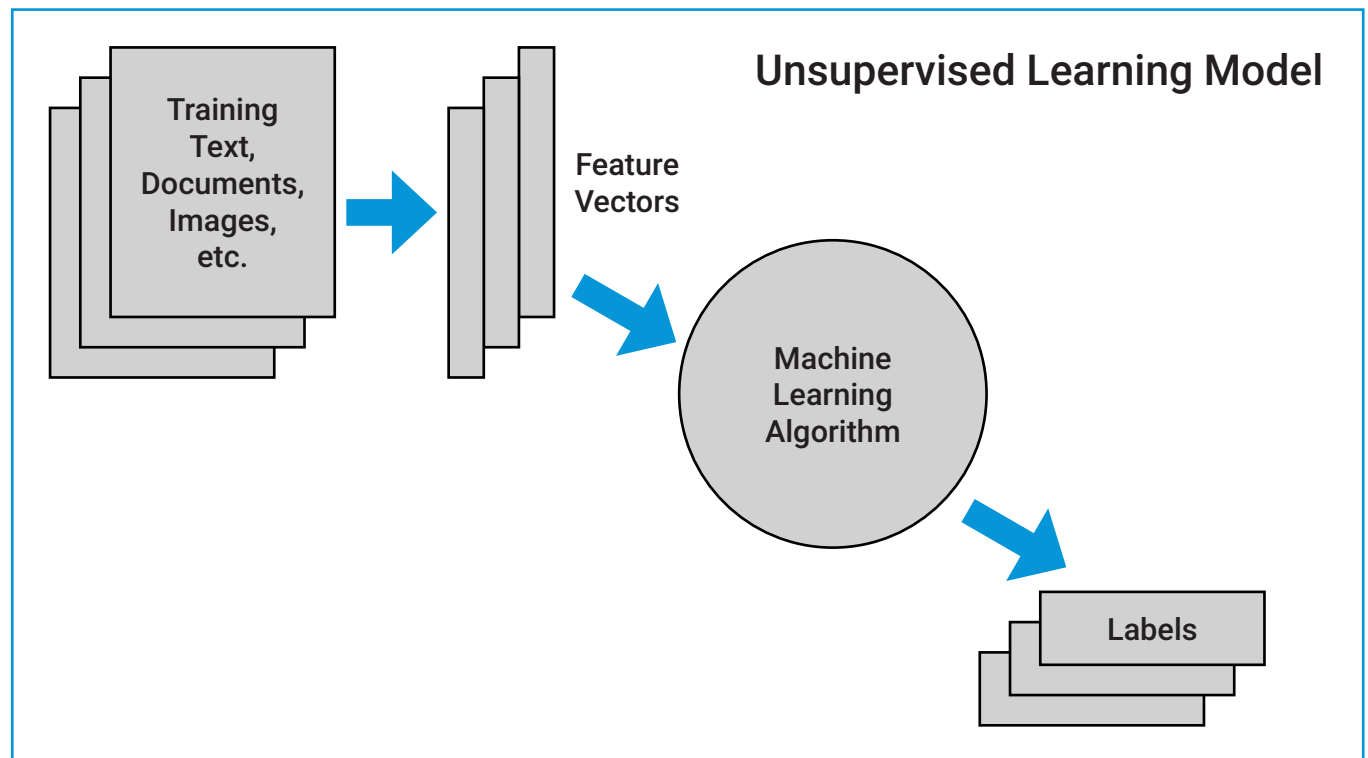 Unsupervised Learning Model
Training
Text,
Documents,
Images,
etc.
Feature
Vectors
Machine
Learning
Algorithm
Labels